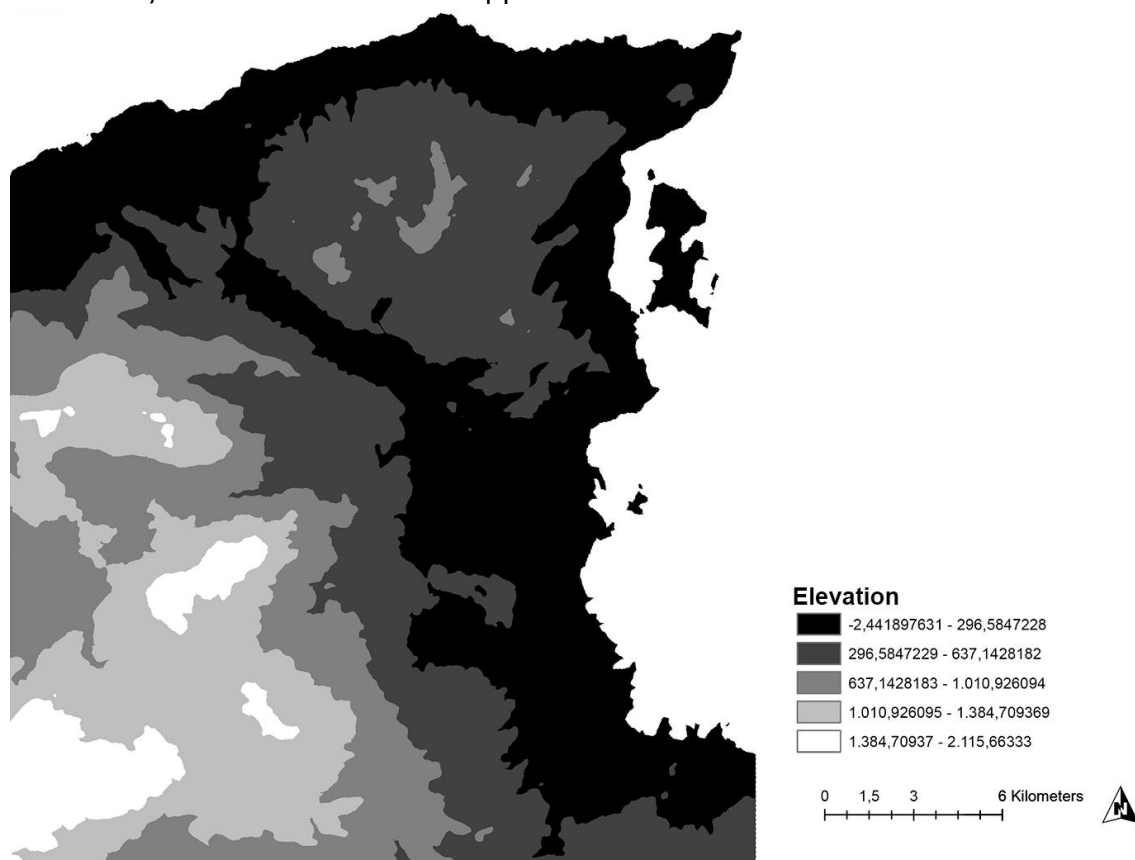 Elevation
-2,441897631 - 296,5847228
296,5847229 - 637,1428182
637,1428183 - 1.010,926094
1.010,926095 - 1.384,709369
1.384,70937 - 2.115,66333
0 1,5 3 6 Kilometers
N